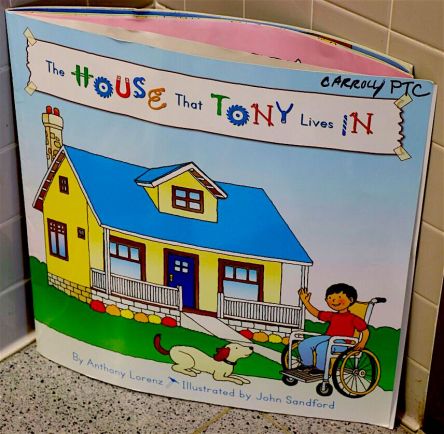 The HOUSE That TONY Lives IN
CARROLL PTC
By Anthony Lorenz Illustrated by John Sandford